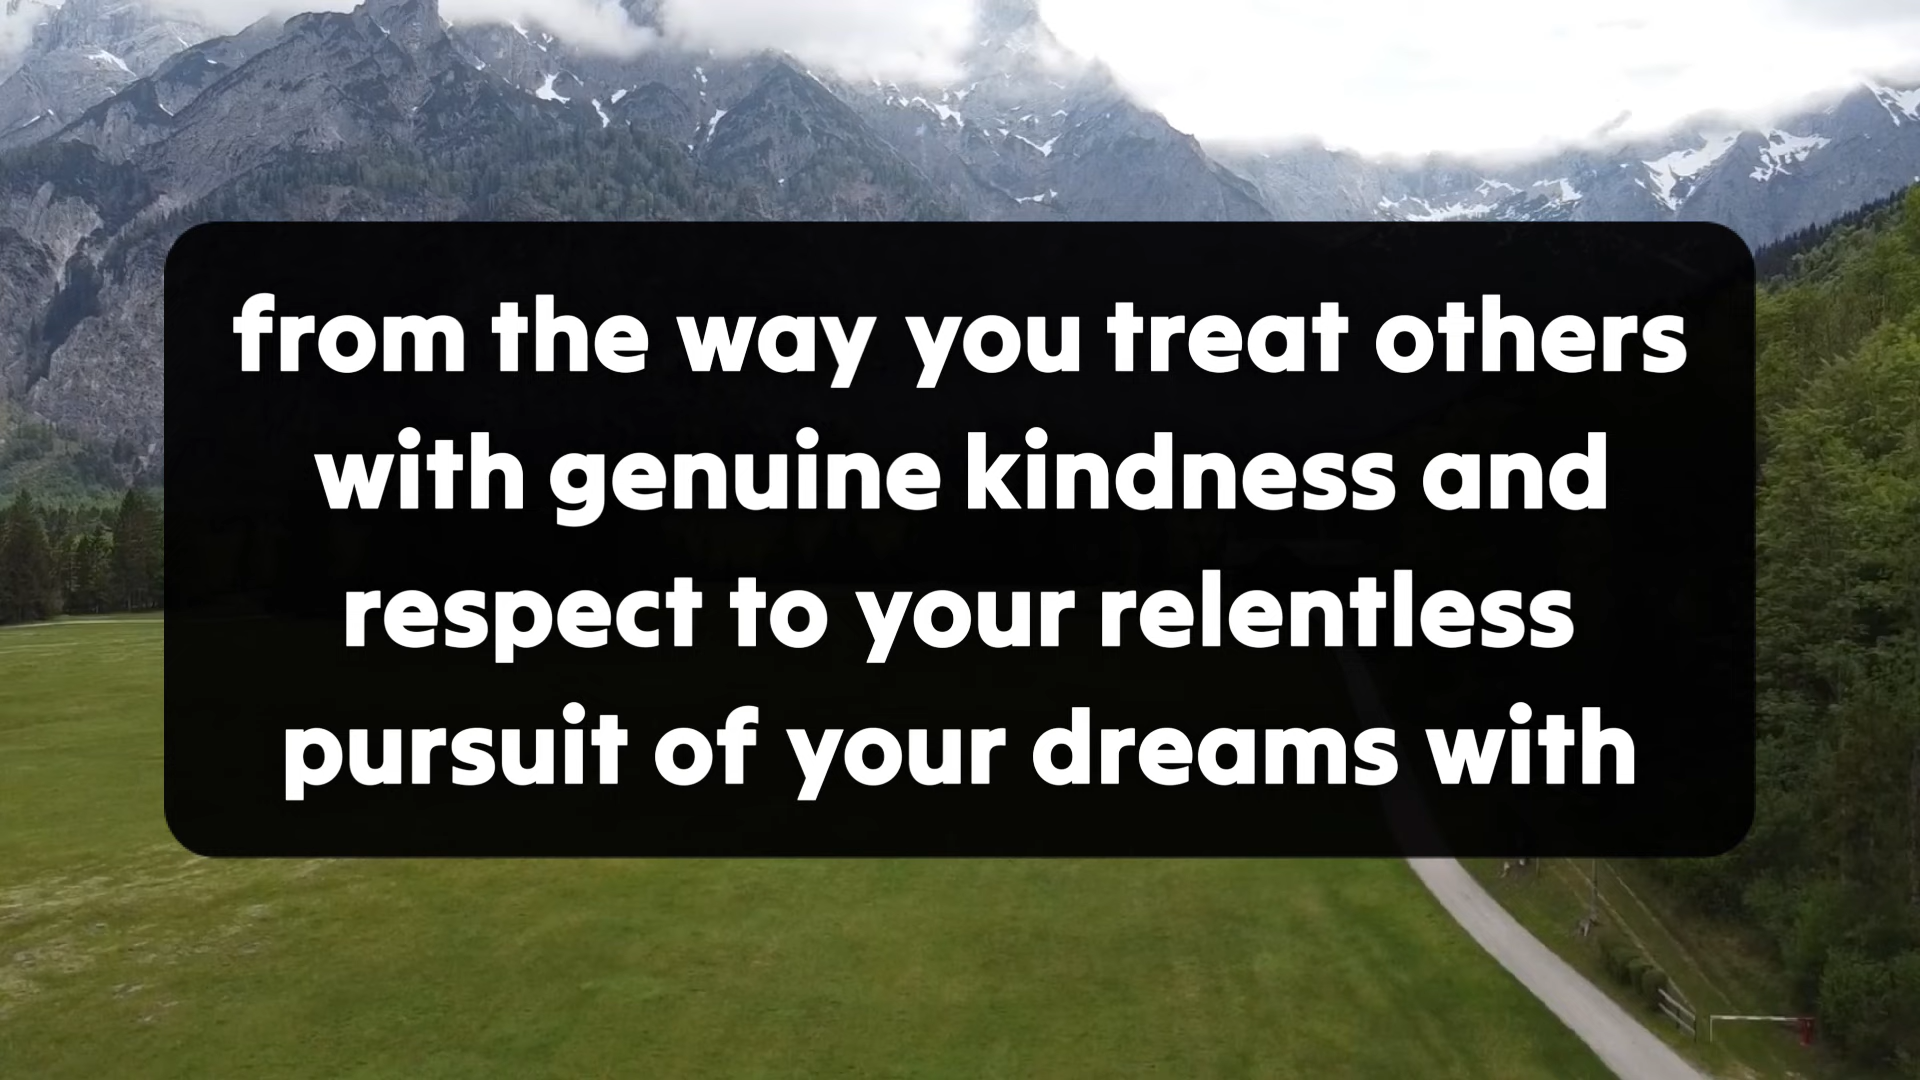 from the way you treat others
with genuine kindness and
respect to your relentless
pursuit of your dreams with